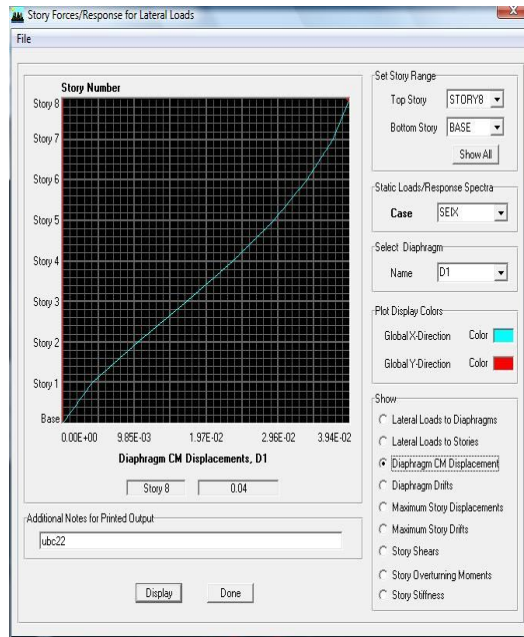 Story Forces/Response for Lateral Loads
File
Story Number
Story 8
Story 7
Story 6
Story 5
Story 4
Story 3
Story 2
Story 1
Base
0.00E+00 9.85E-03 1.97E-02 2.96E-02 3.94E-02
Diaphragm CM Displacements, D1
Story 8 0.04
Additional Notes for Printed Output
ubc22
Display Done
Set Story Range
Top Story STORY8
Bottom Story BASE
Show All
Static Loads/Response Spectra
Case SEIX
Select Diaphragm
Name D1
Plot Display Colors
Global X-Direction Color
Global Y-Direction Color
Show
Lateral Loads to Diaphragms
Lateral Loads to Stories
Diaphragm CM Displacement
Diaphragm Drifts
Maximum Story Displacements
Maximum Story Drifts
Story Shears
Story Overturning Moments
Story Stiffness